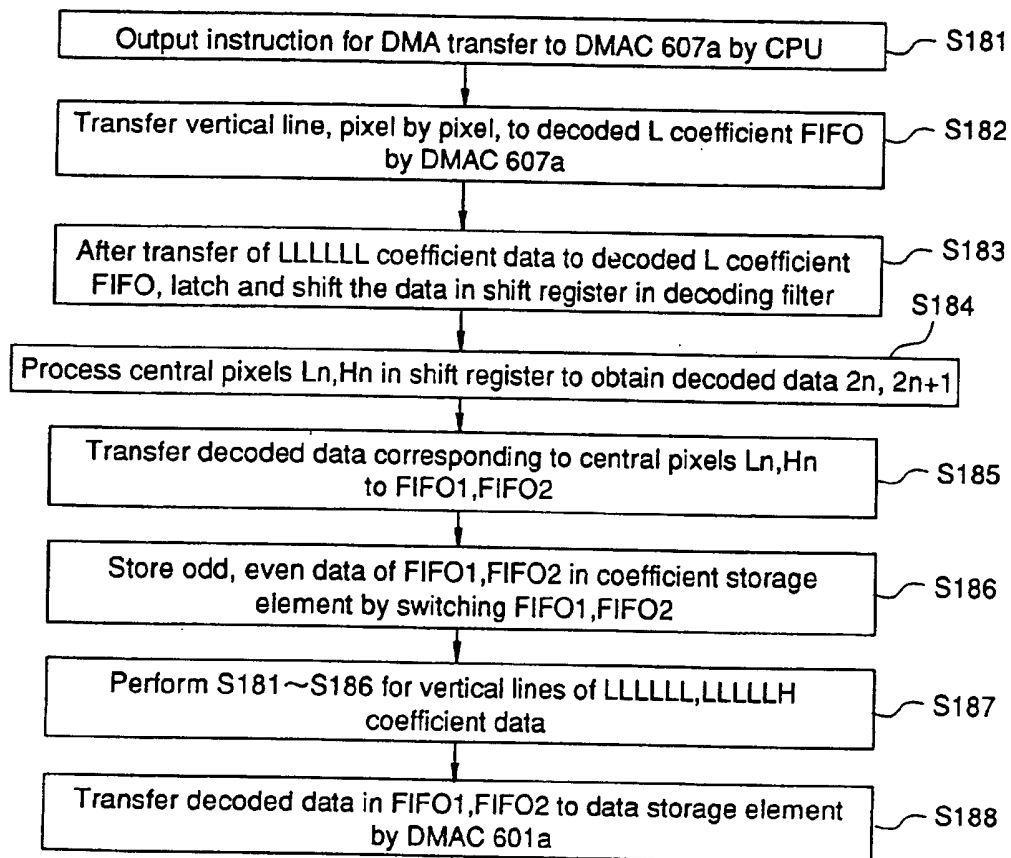 Output instruction for DMA transfer to DMAC 607a by CPU
S181
Transfer vertical line, pixel by pixel, to decoded L coefficient FIFO
by DMAC 607a
S182
After transfer of LLLLLL coefficient data to decoded L coefficient
FIFO, latch and shift the data in shift register in decoding filter
S183
Process central pixels Ln,Hn in shift register to obtain decoded data 2n, 2n+1
S184
Transfer decoded data corresponding to central pixels Ln,Hn
to FIFO1,FIFO2
S185
Store odd, even data of FIFO1,FIFO2 in coefficient storage
element by switching FIFO1,FIFO2
S186
Perform S181～S186 for vertical lines of LLLLLL,LLLLLH
coefficient data
S187
Transfer decoded data in FIFO1,FIFO2 to data storage element
by DMAC 601a
S188